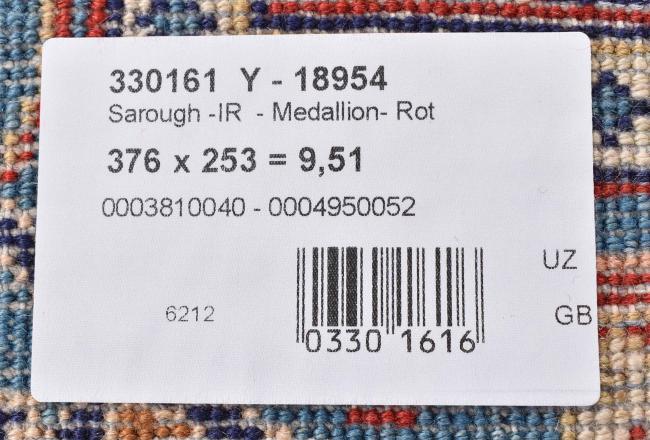 330161 Y - 18954
Sarough -IR - Medallion- Rot
376 x 253 = 9,51
0003810040 - 0004950052
UZ
6212
GB
0330 1616